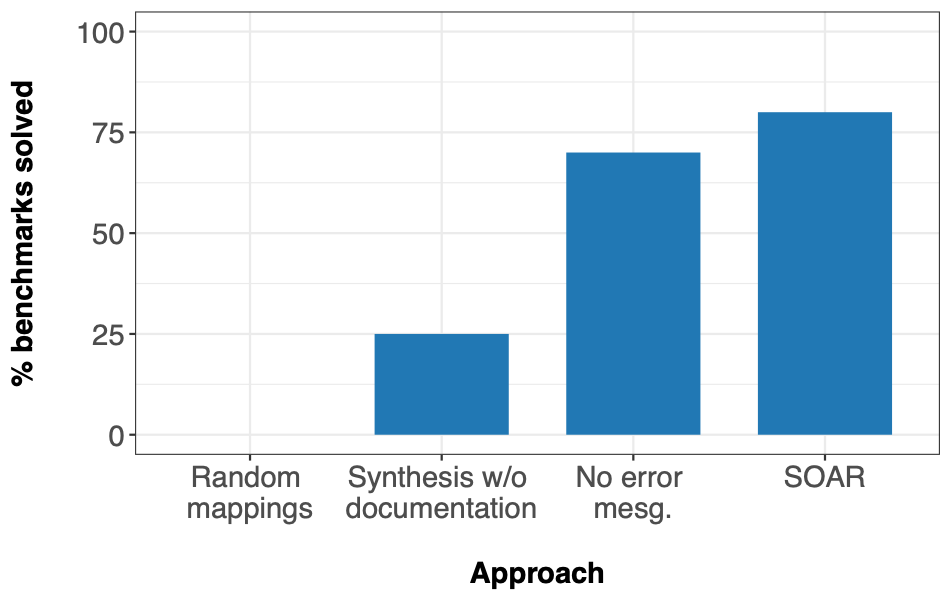 % benchmarks solved
100
75
50
25
0
Random
mappings
Synthesis w/o
documentation
No error
mesg.
SOAR
Approach